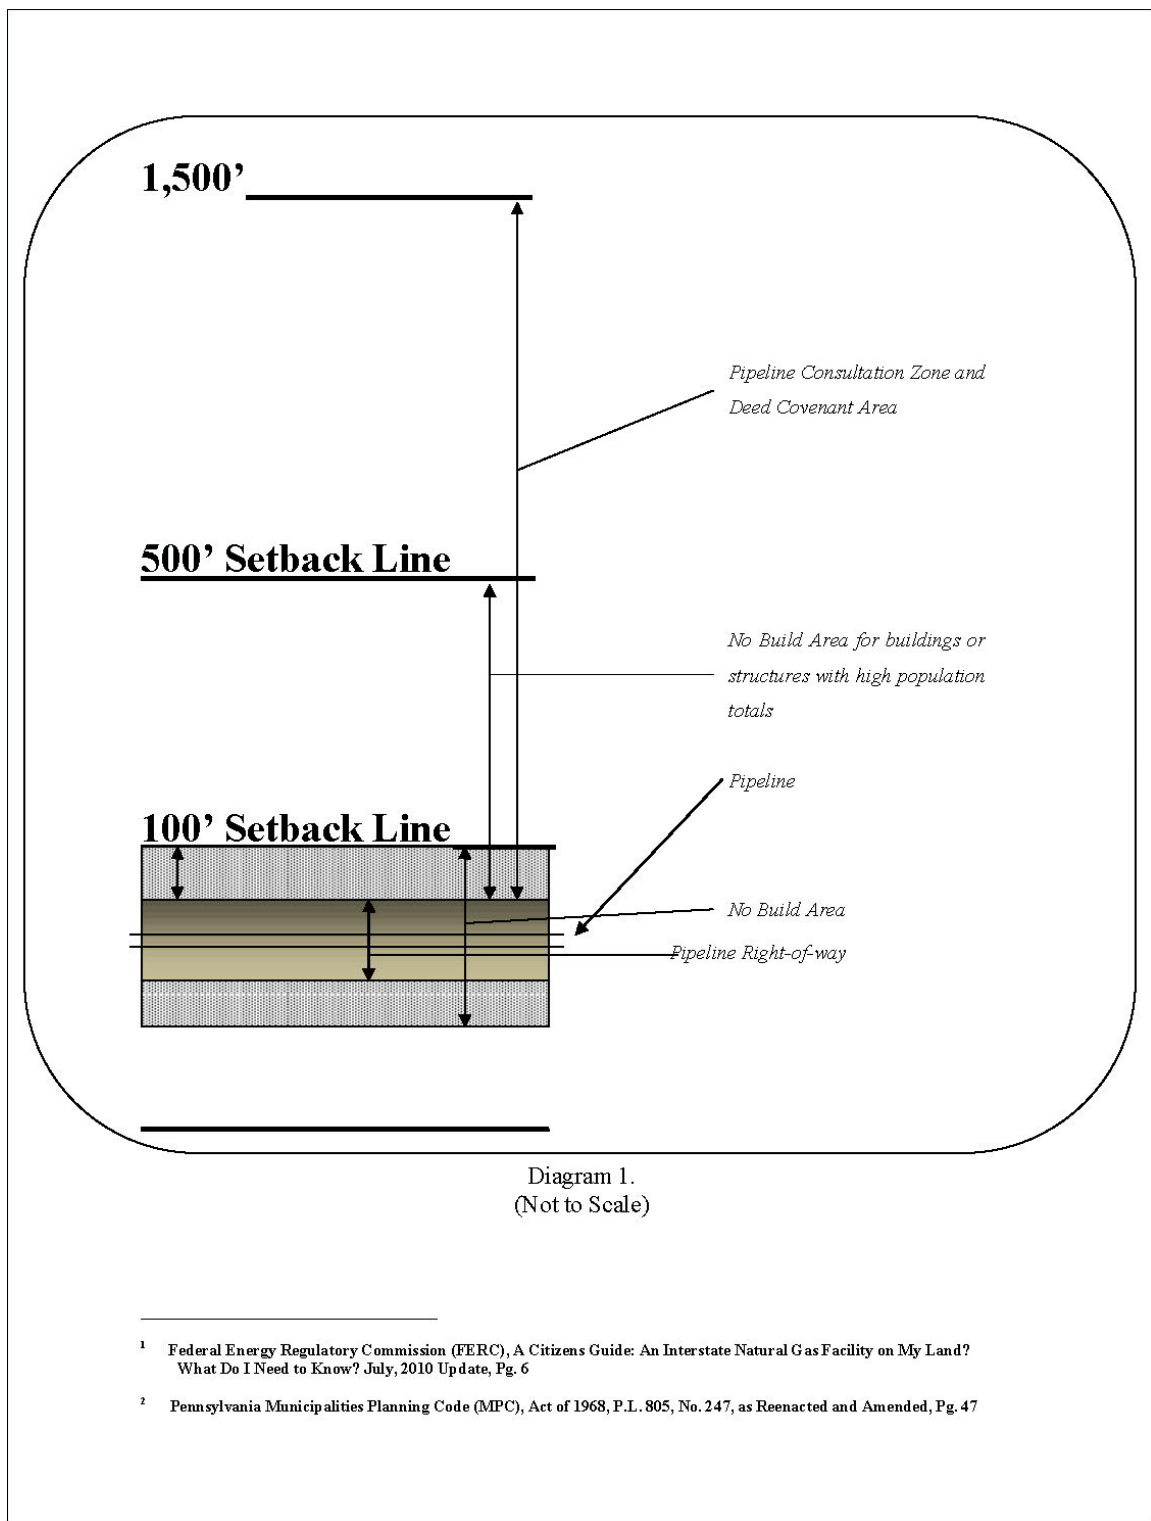 1,500’
Pipeline Consultation Zone and
Deed Covenant Area
500’ Setback Line
No Build Area for buildings or
structures with high population
totals
Pipeline
100’ Setback Line
No Build Area
Pipeline Right-of-way
Diagram 1.
(Not to Scale)
1 Federal Energy Regulatory Commission (FERC), A Citizens Guide: An Interstate Natural Gas Facility on My Land?
What Do I Need to Know? July, 2010 Update, Pg. 6
2 Pennsylvania Municipalities Planning Code (MPC), Act of 1968, P.L. 805, No. 247, as Reenacted and Amended, Pg. 47